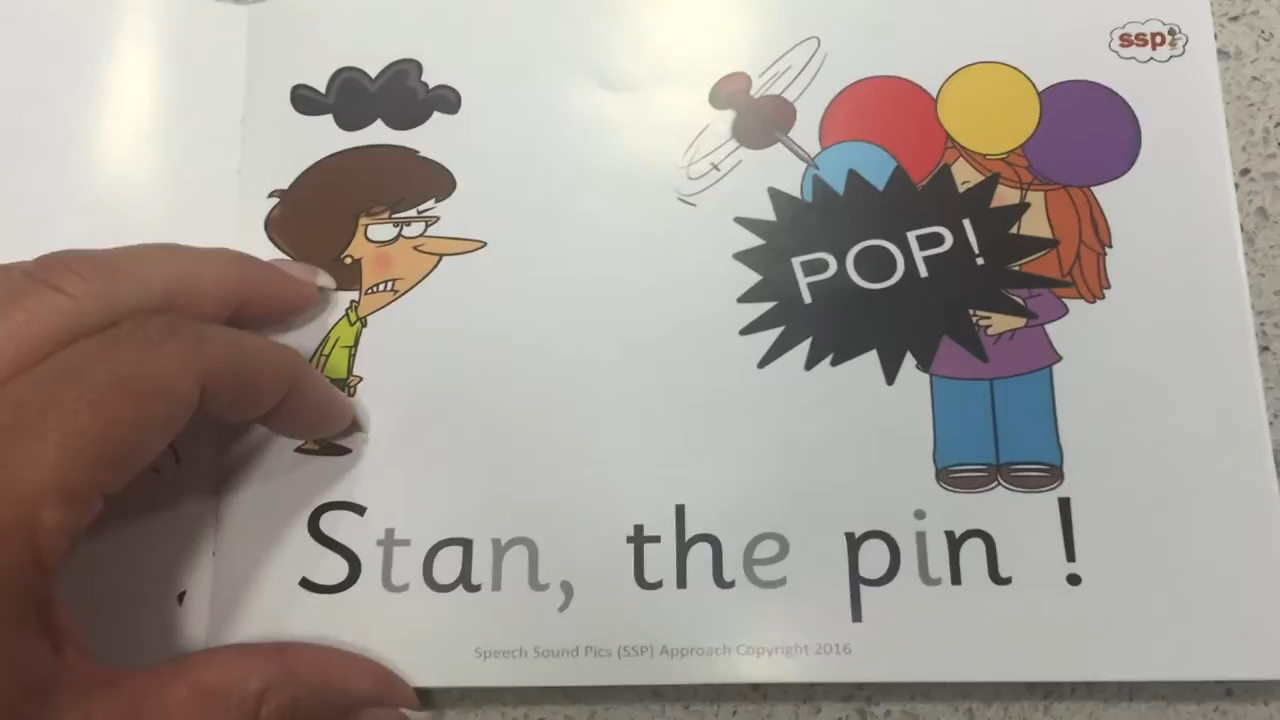 ssp
POP!
Stan, the pin !
Speech Sound Pics (SSP) Approach Copyright 2016